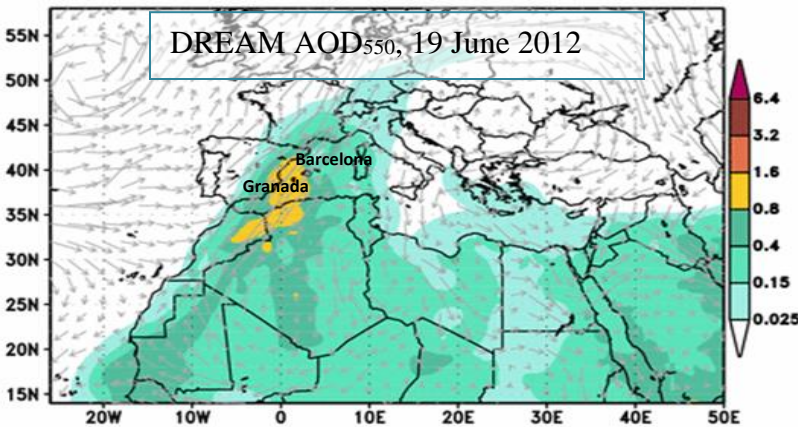 DREAM AOD550, 19 June 2012
55N
50N
45N
40N
35N
30N
25N
20N
15N
Barcelona
Granada
20W 10W 0 10E 20E 30E 40E 50E
6.4
3.2
1.6
0.8
0.4
0.15
0.025